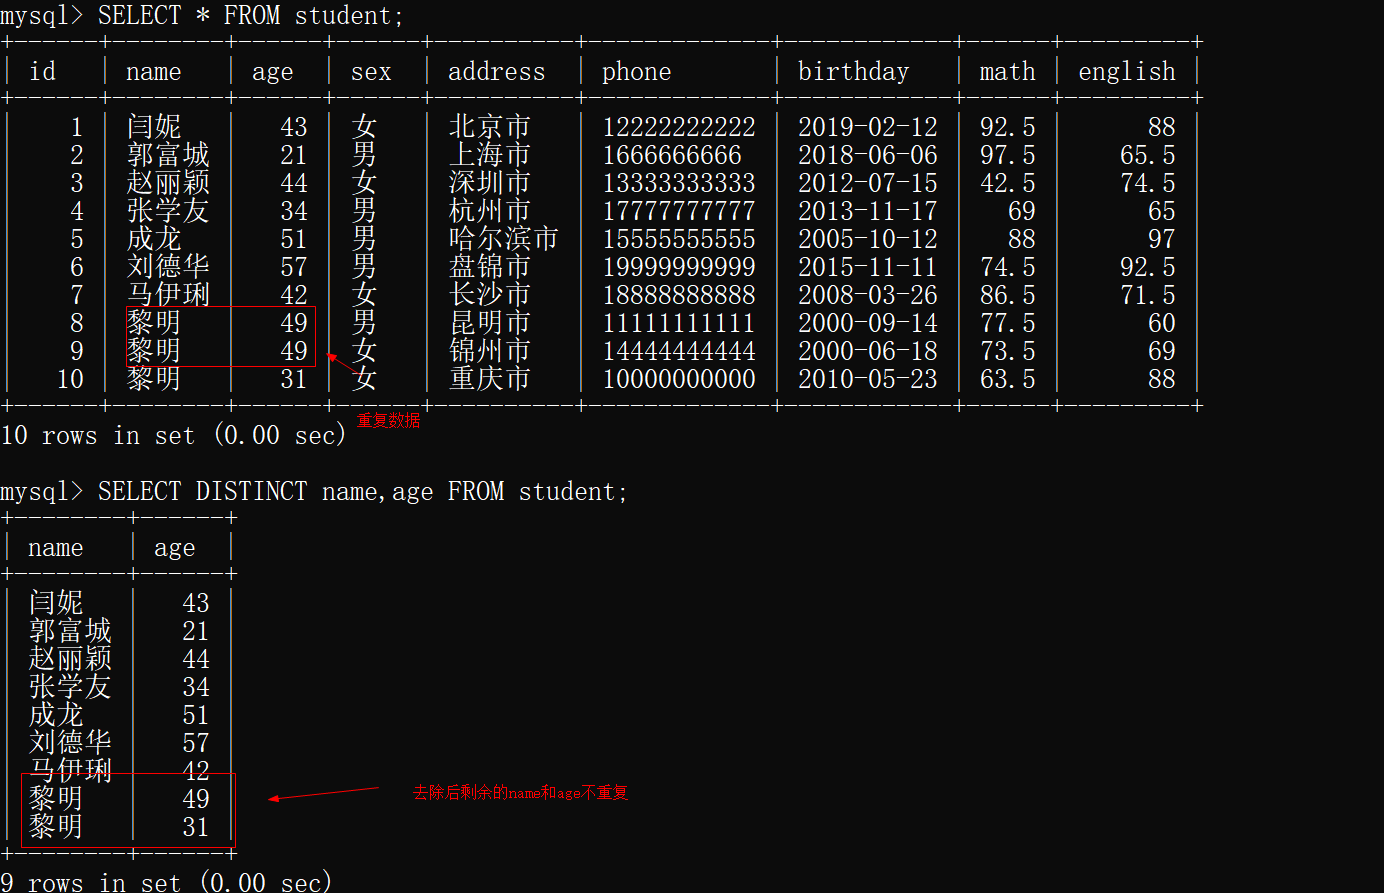 mysql> SELECT * FROM student;
| id | name | age | sex | address | phone | birthday | math | english |
| 1 | 闫妮 | 43 | 女 | 北京市 | 12222222222 | 2019-02-12 | 92.5 | 88 |
| 2 | 郭富城 | 21 | 男 | 上海市 | 1666666666 | 2018-06-06 | 97.5 | 65.5 |
| 3 | 赵丽颖 | 44 | 女 | 深圳市 | 13333333333 | 2012-07-15 | 42.5 | 74.5 |
| 4 | 张学友 | 34 | 男 | 杭州市 | 17777777777 | 2013-11-17 | 69 | 65 |
| 5 | 成龙 | 51 | 男 | 哈尔滨市 | 15555555555 | 2005-10-12 | 88 | 97 |
| 6 | 刘德华 | 57 | 男 | 盘锦市 | 19999999999 | 2015-11-11 | 74.5 | 92.5 |
| 7 | 马伊琍 | 42 | 女 | 长沙市 | 18888888888 | 2008-03-26 | 86.5 | 71.5 |
| 8 | 黎明 | 49 | 男 | 昆明市 | 11111111111 | 2000-09-14 | 77.5 | 60 |
| 9 | 黎明 | 49 | 女 | 锦州市 | 14444444444 | 2000-06-18 | 73.5 | 69 |
| 10 | 黎明 | 31 | 女 | 重庆市 | 10000000000 | 2010-05-23 | 63.5 | 88 |
重复数据
10 rows in set (0.00 sec)
mysql> SELECT DISTINCT name,age FROM student;
| name | age |
| 闫妮 | 43 |
| 郭富城 | 21 |
| 赵丽颖 | 44 |
| 张学友 | 34 |
| 成龙 | 51 |
| 刘德华 | 57 |
| 马伊琍 | 42 |
| 黎明 | 49 |
| 黎明 | 31 |
去除后剩余的name和age不重复
9 rows in set (0.00 sec)